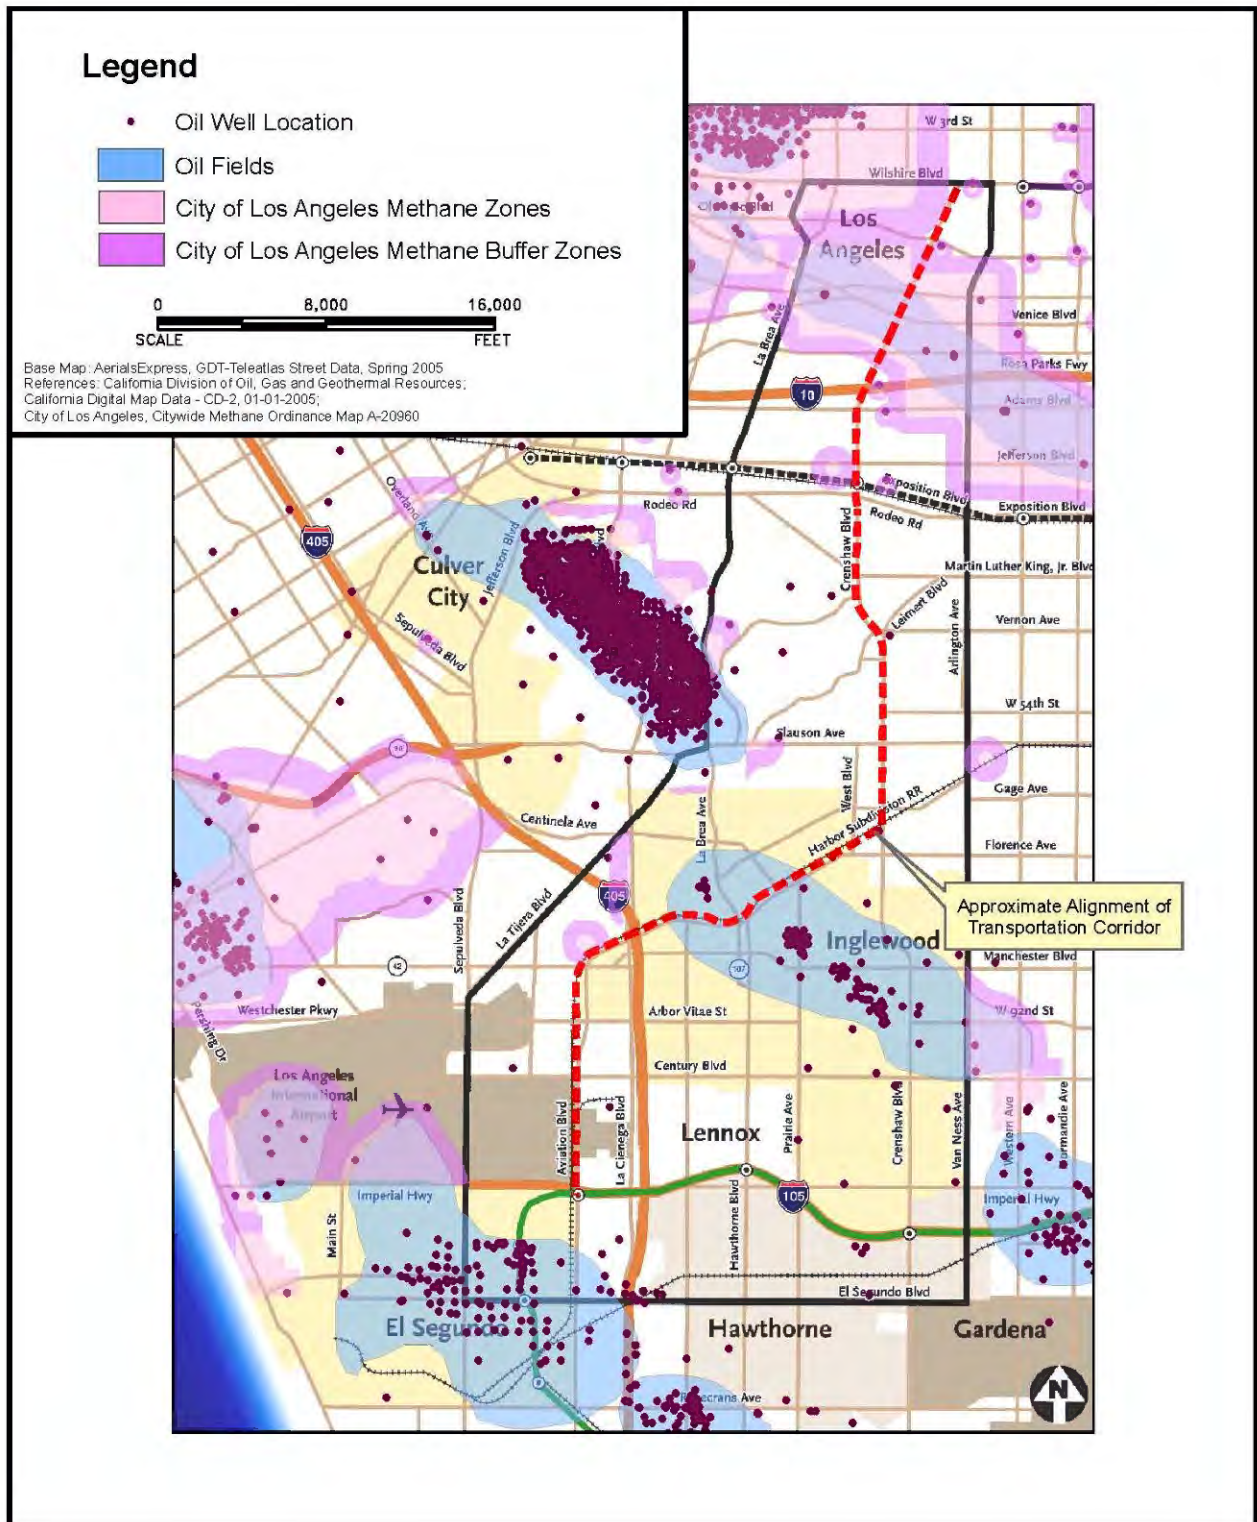 Legend
Oil Well Location
Oil Fields
City of Los Angeles Methane Zones
City of Los Angeles Methane Buffer Zones
0 8,000 16,000
SCALE FEET
Base Map: AerialsExpress, GDT-Teleatlas Street Data, Spring 2005
References: California Division of Oil, Gas and Geothermal Resources;
California Digital Map Data - CD-2, 01-01-2005;
City of Los Angeles, Citywide Methane Ordinance Map A-20960
W 3rd St
Wilshire Blvd
Los
Angeles
La Brea Ave
Venice Blvd
Rosa Parks Fwy
10
Adams Blvd
Jefferson Blvd
Exposition Blvd
Exposition Blvd
Rodeo Rd
Rodeo Rd
Overland Ave
Jefferson Blvd
405
Culver
City
Crenshaw Blvd
Martin Luther King, Jr. Blvd
Leimert Blvd
Vernon Ave
Sepulveda Blvd
Arlington Ave
W 54th St
Slauson Ave
90
West Blvd
Gage Ave
Harbor Subdivision RR
Centinela Ave
La Brea Ave
Florence Ave
405
La Tijera Blvd
Sepulveda Blvd
Approximate Alignment of
Transportation Corridor
Inglewood
Manchester Blvd
42
107
Westchester Pkwy
Pershing Dr
Arbor Vitae St
W 92nd St
Century Blvd
Los Angeles
International
Airport
Aviation Blvd
La Cienega Blvd
Lennox
Prairie Ave
Crenshaw Blvd
Van Ness Ave
Western Ave
Normandie Ave
Imperial Hwy
Imperial Hwy
105
Main St
Hawthorne Blvd
El Segundo Blvd
El Segundo
Hawthorne
Gardena
Rosecrans Ave
N